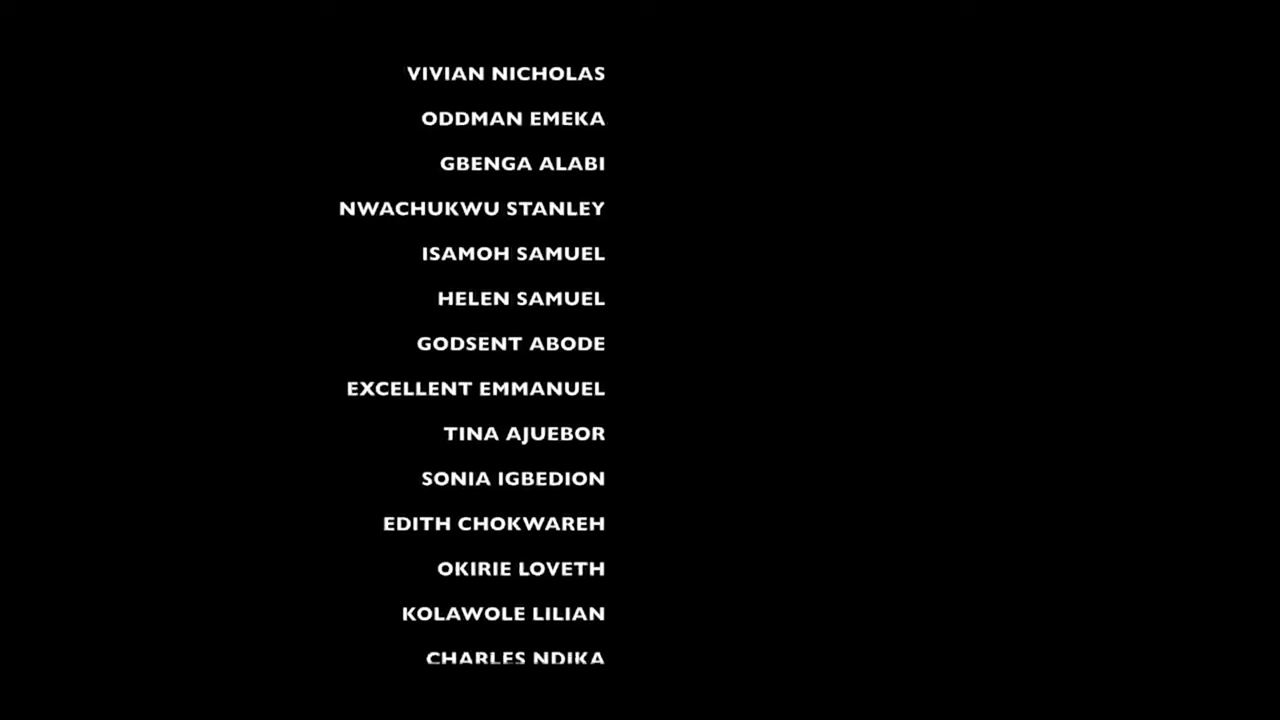 VIVIAN NICHOLAS
ODDMAN EMEKA
GBENGA ALABI
NWACHUKWU STANLEY
ISAMOH SAMUEL
HELEN SAMUEL
GODSENT ABODE
EXCELLENT EMMANUEL
TINA AJUEBOR
SONIA IGBEDION
EDITH CHOKWAREH
OKIRIE LOVETH
KOLAWOLE LILIAN
CHARLES NDIKA